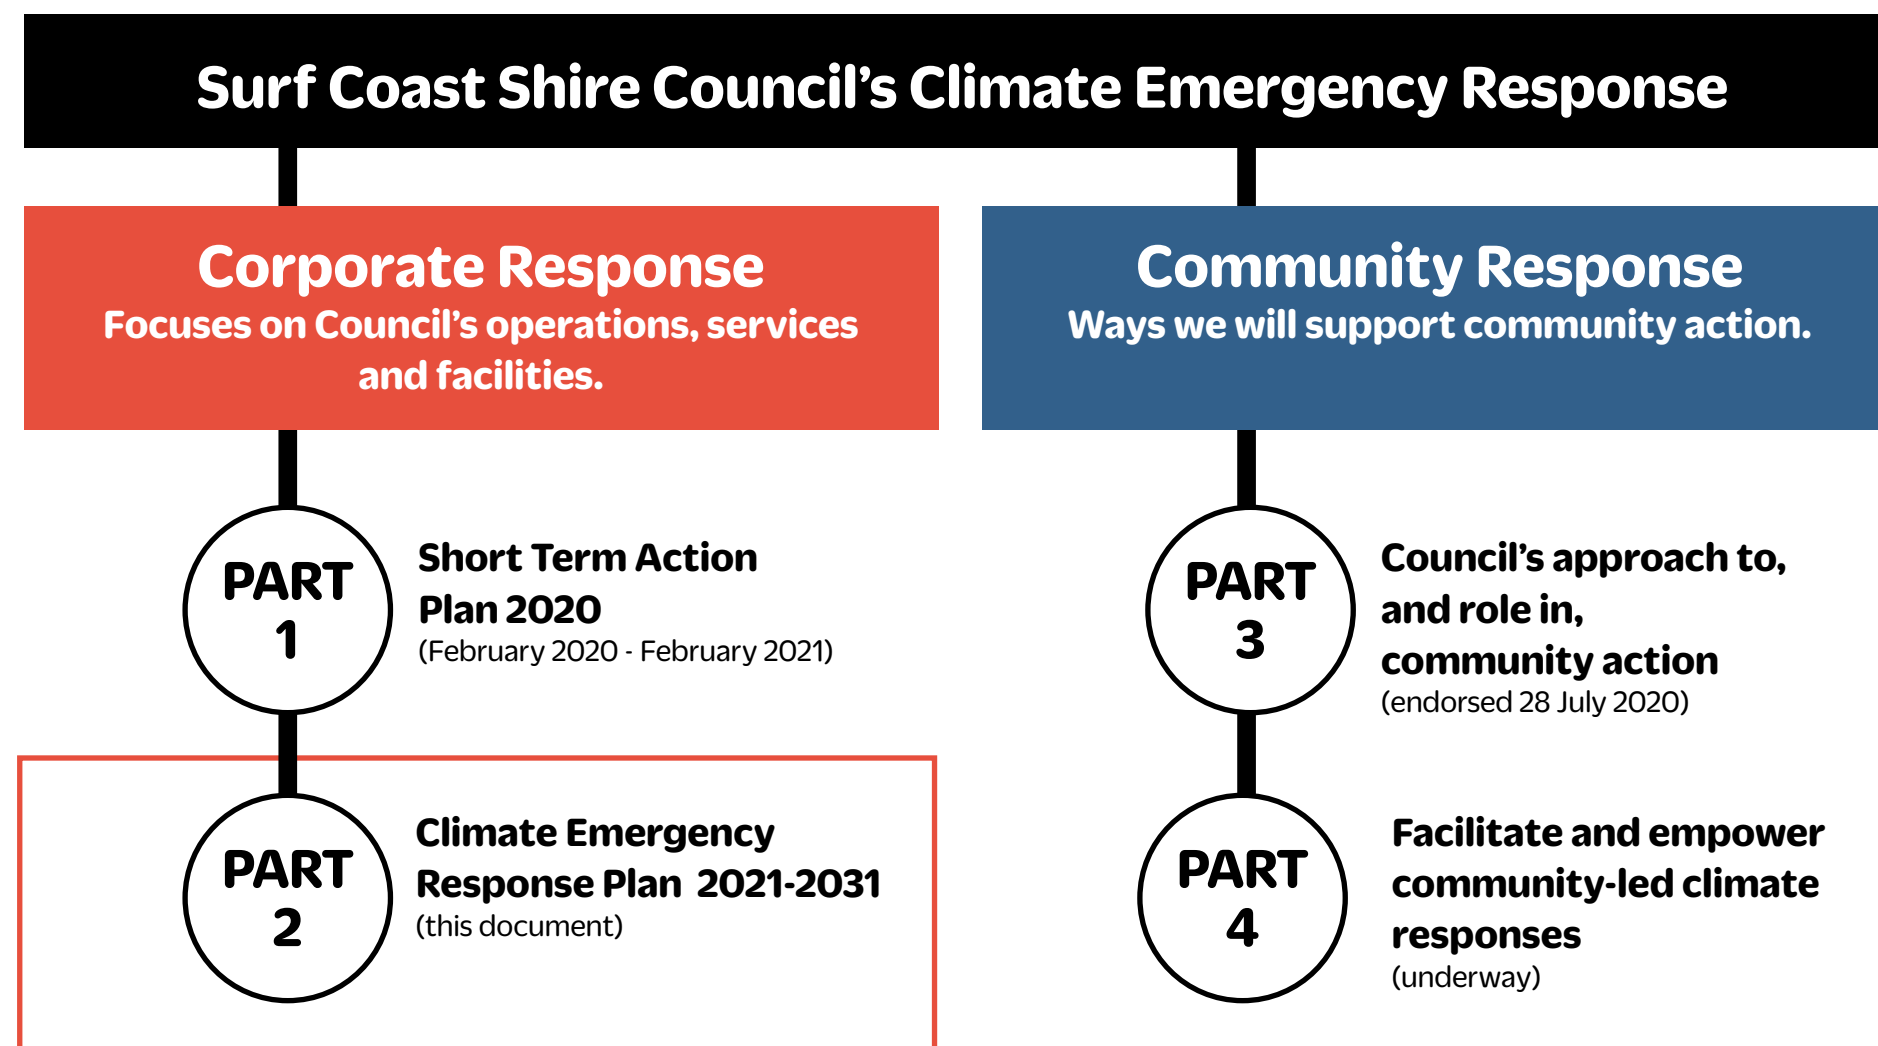 Surf Coast Shire Council's Climate Emergency Response
Corporate Response
Focuses on Council's operations, services
and facilities.
PART
1
Short Term Action
Plan 2020
(February 2020 - February 2021)
PART
2
Climate Emergency
Response Plan 2021-2031
(this document)
Community Response
Ways we will support community action.
PART
3
Council's approach to,
and role in,
community action
(endorsed 28 July 2020)
PART
4
Facilitate and empower
community-led climate
responses
(underway)